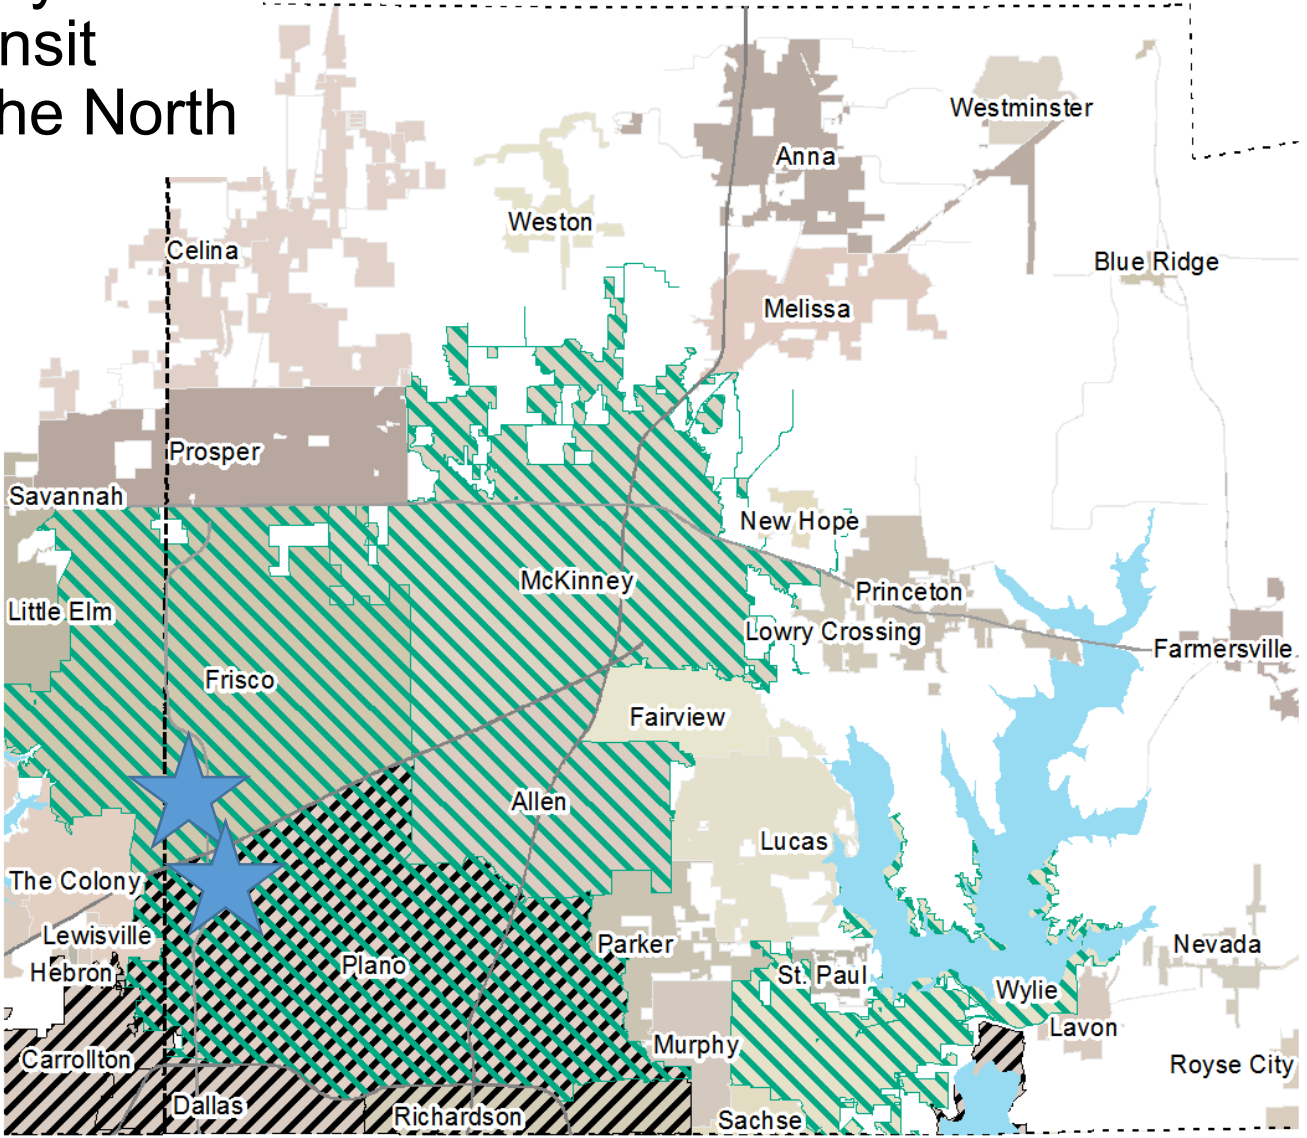 nsit
he North
Westminster
Anna
Weston
Celina
Blue Ridge
Melissa
Prosper
Savannah
New Hope
McKinney
Princeton
Little Elm
Lowry Crossing
Farmersville
Frisco
Fairview
Allen
Lucas
The Colony
Lewisville
Parker
Nevada
Hebron
Plano
St. Paul
Wylie
Lavon
Murphy
Carrollton
Royse City
Dallas
Richardson
Sachse